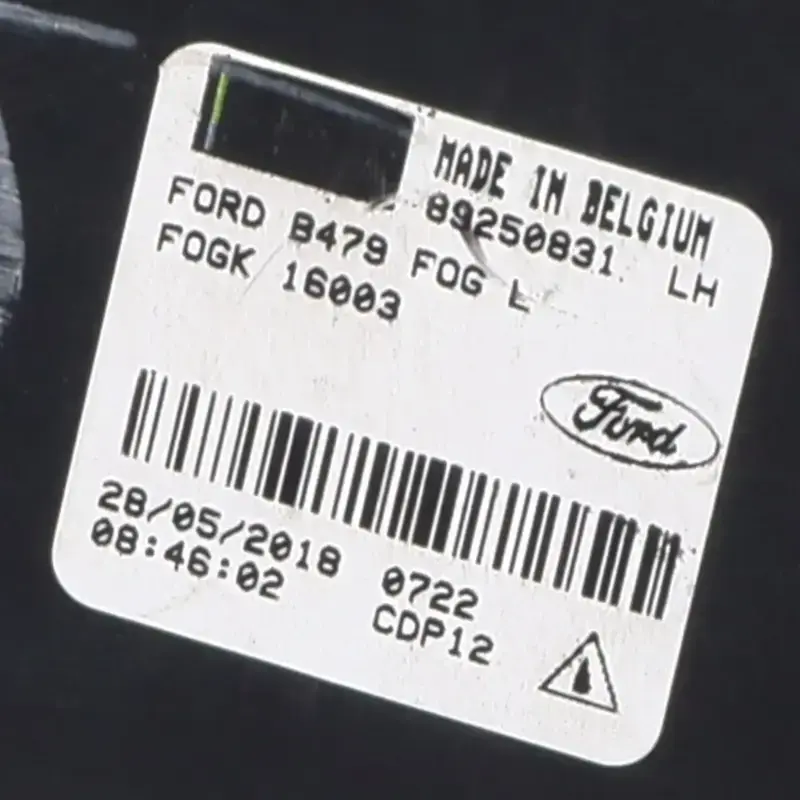 MADE IN BELGIUM
89250831 LH
FORD B479 FOG L
FOGK 16003
Ford
28/05/2018 0722
08:46:02 CDP12